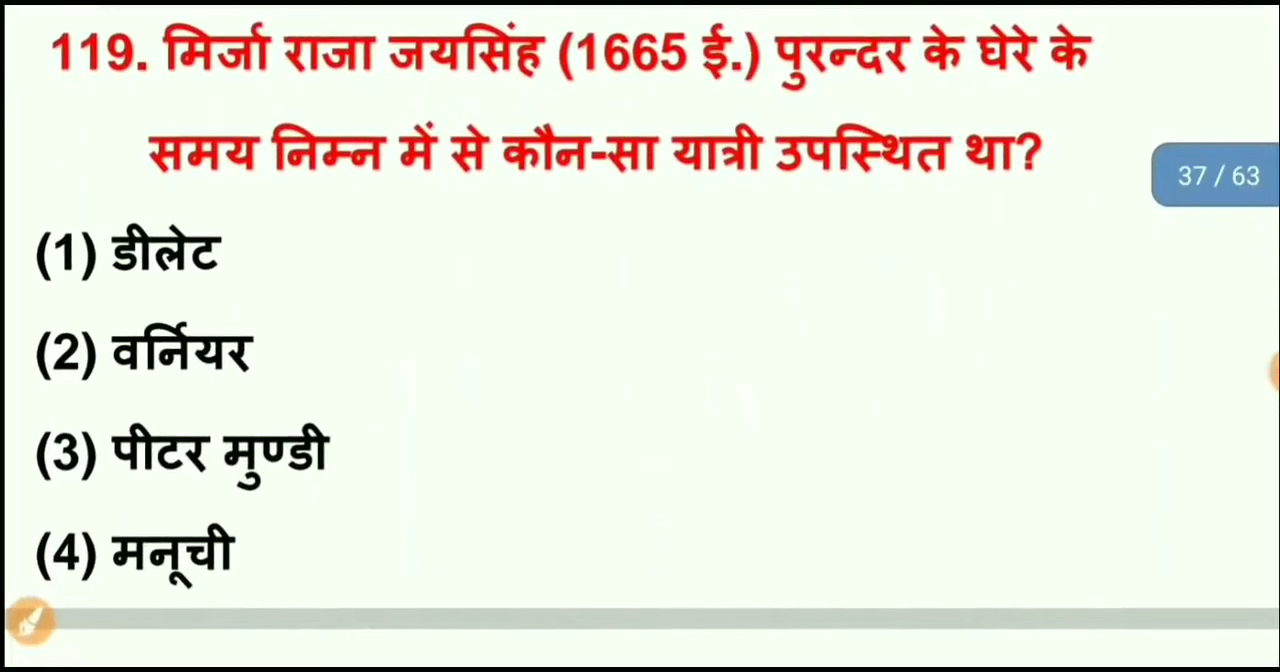 119. मिर्जा राजा जयसिंह (1665 ई.) पुरन्दर के घेरे के
समय निम्न में से कौन-सा यात्री उपस्थित था?
37 / 63
(1) डीलेट
(2) वर्नियर
(3) पीटर मुण्डी
(4) मनूची